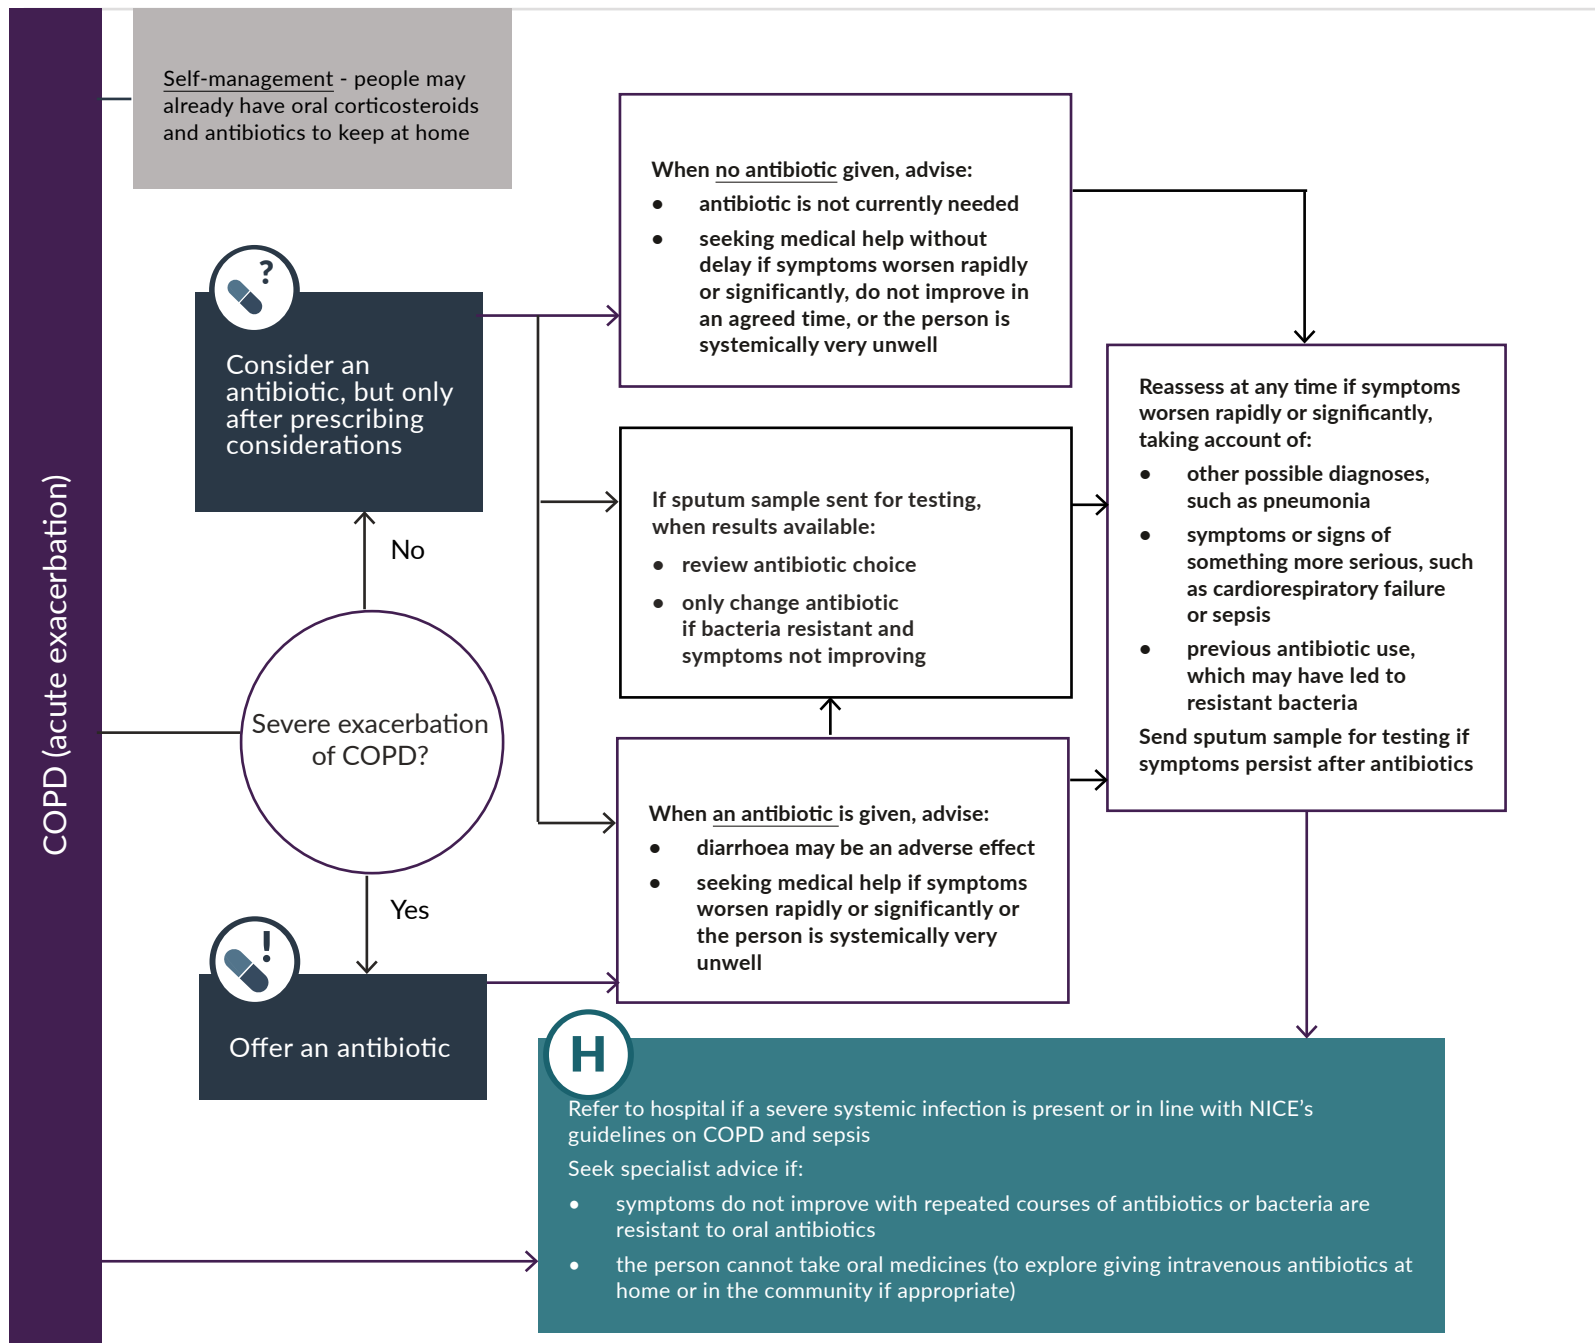 COPD (acute exacerbation)
Self-management - people may
already have oral corticosteroids
and antibiotics to keep at home
?
Consider an
antibiotic, but only
after prescribing
considerations
No
Severe exacerbation
of COPD?
Yes
!
Offer an antibiotic
When no antibiotic given, advise:
● antibiotic is not currently needed
● seeking medical help without
delay if symptoms worsen rapidly
or significantly, do not improve in
an agreed time, or the person is
systemically very unwell
If sputum sample sent for testing,
when results available:
● review antibiotic choice
● only change antibiotic
if bacteria resistant and
symptoms not improving
When an antibiotic is given, advise:
● diarrhoea may be an adverse effect
● seeking medical help if symptoms
worsen rapidly or significantly or
the person is systemically very
unwell
Reassess at any time if symptoms
worsen rapidly or significantly,
taking account of:
● other possible diagnoses,
such as pneumonia
● symptoms or signs of
something more serious, such
as cardiorespiratory failure
or sepsis
● previous antibiotic use,
which may have led to
resistant bacteria
Send sputum sample for testing if
symptoms persist after antibiotics
H
Refer to hospital if a severe systemic infection is present or in line with NICE’s
guidelines on COPD and sepsis
Seek specialist advice if:
● symptoms do not improve with repeated courses of antibiotics or bacteria are
resistant to oral antibiotics
● the person cannot take oral medicines (to explore giving intravenous antibiotics at
home or in the community if appropriate)